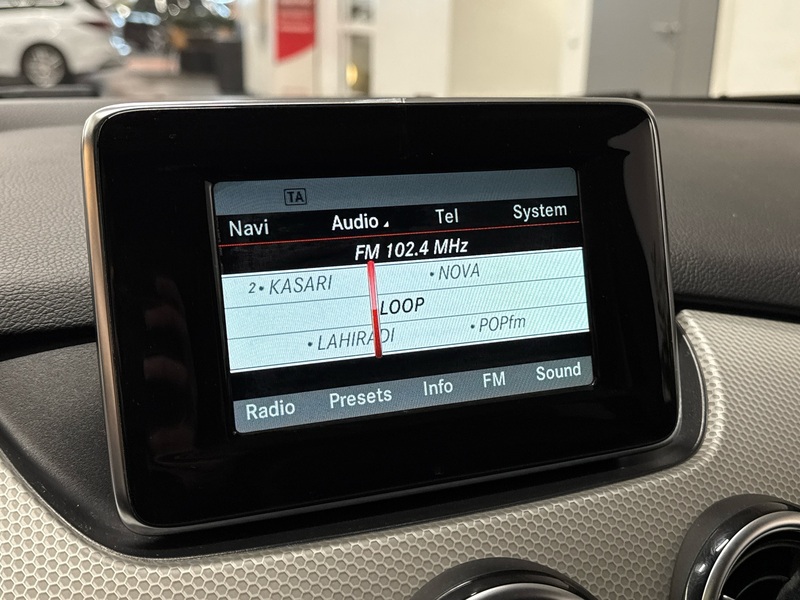 TA
Navi Audio Tel System
FM 102.4 MHz
2• KASARI • NOVA
LOOP
• LAHIRADI • POPfm
Radio Presets Info FM Sound